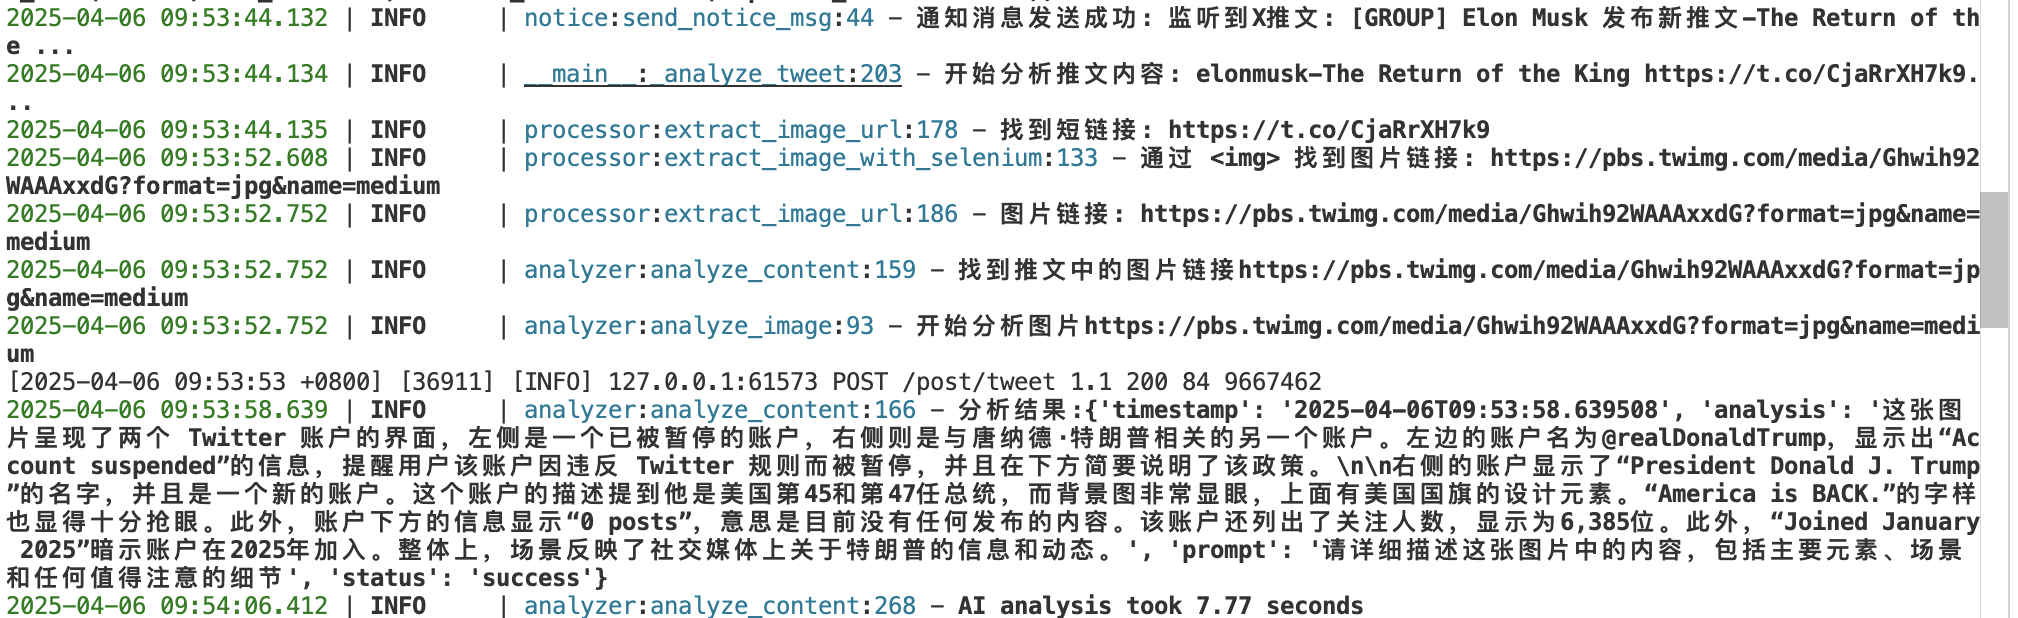 2025-04-06 09:53:44.132 | INFO     | notice:send_notice_msg:44 - 通知消息发送成功: 监听到X推文: [GROUP] Elon Musk 发布新推文-The Return of th
e ...
2025-04-06 09:53:44.134 | INFO     | __main__:_analyze_tweet:203 - 开始分析推文内容: elonmusk-The Return of the King https://t.co/CjaRrXH7k9.
..
2025-04-06 09:53:44.135 | INFO     | processor:extract_image_url:178 - 找到短链接: https://t.co/CjaRrXH7k9
2025-04-06 09:53:52.608 | INFO     | processor:extract_image_with_selenium:133 - 通过 <img> 找到图片链接: https://pbs.twimg.com/media/Ghwih92
WAAAxxdG?format=jpg&name=medium
2025-04-06 09:53:52.752 | INFO     | processor:extract_image_url:186 - 图片链接: https://pbs.twimg.com/media/Ghwih92WAAAxxdG?format=jpg&name=
medium
2025-04-06 09:53:52.752 | INFO     | analyzer:analyze_content:159 - 找到推文中的图片链接https://pbs.twimg.com/media/Ghwih92WAAAxxdG?format=jp
g&name=medium
2025-04-06 09:53:52.752 | INFO     | analyzer:analyze_image:93 - 开始分析图片https://pbs.twimg.com/media/Ghwih92WAAAxxdG?format=jpg&name=medi
um
[2025-04-06 09:53:53 +0800] [36911] [INFO] 127.0.0.1:61573 POST /post/tweet 1.1 200 84 9667462
2025-04-06 09:53:58.639 | INFO     | analyzer:analyze_content:166 - 分析结果:{'timestamp': '2025-04-06T09:53:58.639508', 'analysis': '这张图
片呈现了两个 Twitter 账户的界面，左侧是一个已被暂停的账户，右侧则是与唐纳德·特朗普相关的另一个账户。左边的账户名为@realDonaldTrump，显示出“Ac
count suspended”的信息，提醒用户该账户因违反 Twitter 规则而被暂停，并且在下方简要说明了该政策。\n\n右侧的账户显示了“President Donald J. Trump
”的名字，并且是一个新的账户。这个账户的描述提到他是美国第45和第47任总统，而背景图非常显眼，上面有美国国旗的设计元素。“America is BACK.”的字样
也显得十分抢眼。此外，账户下方的信息显示“0 posts”，意思是目前没有任何发布的内容。该账户还列出了关注人数，显示为6,385位。此外，“Joined January
 2025”暗示账户在2025年加入。整体上，场景反映了社交媒体上关于特朗普的信息和动态。', 'prompt': '请详细描述这张图片中的内容，包括主要元素、场景
和任何值得注意的细节', 'status': 'success'}
2025-04-06 09:54:06.412 | INFO     | analyzer:analyze_content:268 - AI analysis took 7.77 seconds